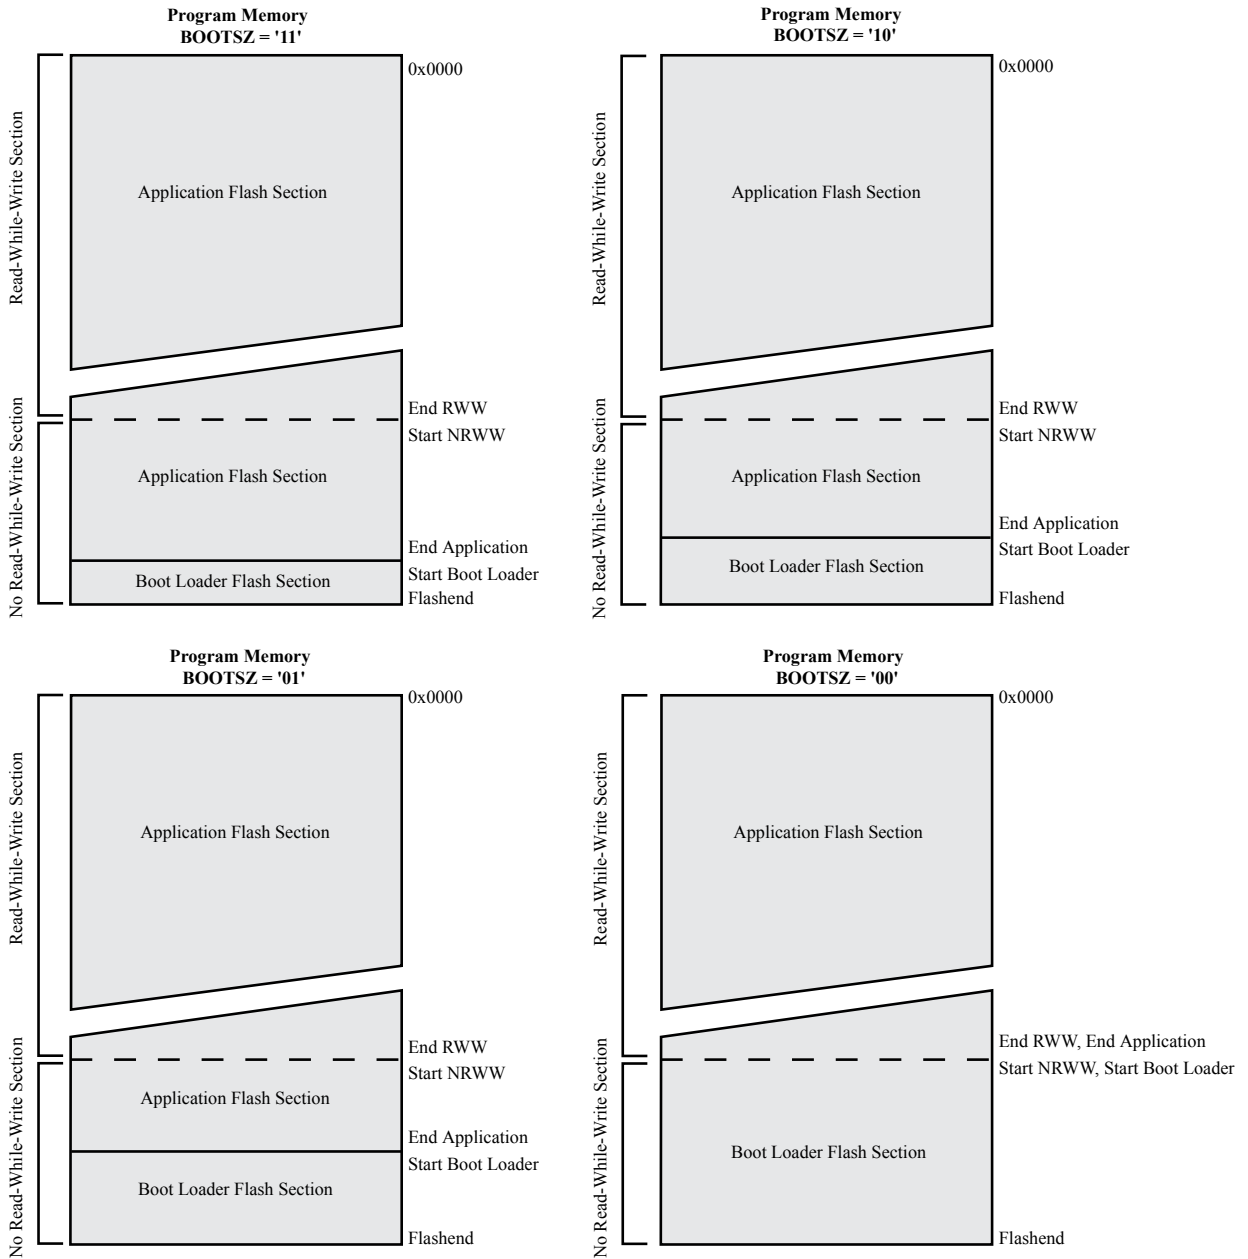 Program Memory
BOOTSZ = '11'
0x0000
Read-While-Write Section
Application Flash Section
End RWW
Start NRWW
No Read-While-Write Section
Application Flash Section
End Application
Start Boot Loader
Boot Loader Flash Section
Flashend
Program Memory
BOOTSZ = '10'
0x0000
Read-While-Write Section
Application Flash Section
End RWW
Start NRWW
No Read-While-Write Section
Application Flash Section
End Application
Start Boot Loader
Boot Loader Flash Section
Flashend
Program Memory
BOOTSZ = '01'
0x0000
Read-While-Write Section
Application Flash Section
End RWW
Start NRWW
No Read-While-Write Section
Application Flash Section
End Application
Start Boot Loader
Boot Loader Flash Section
Flashend
Program Memory
BOOTSZ = '00'
0x0000
Read-While-Write Section
Application Flash Section
End RWW, End Application
Start NRWW, Start Boot Loader
No Read-While-Write Section
Boot Loader Flash Section
Flashend